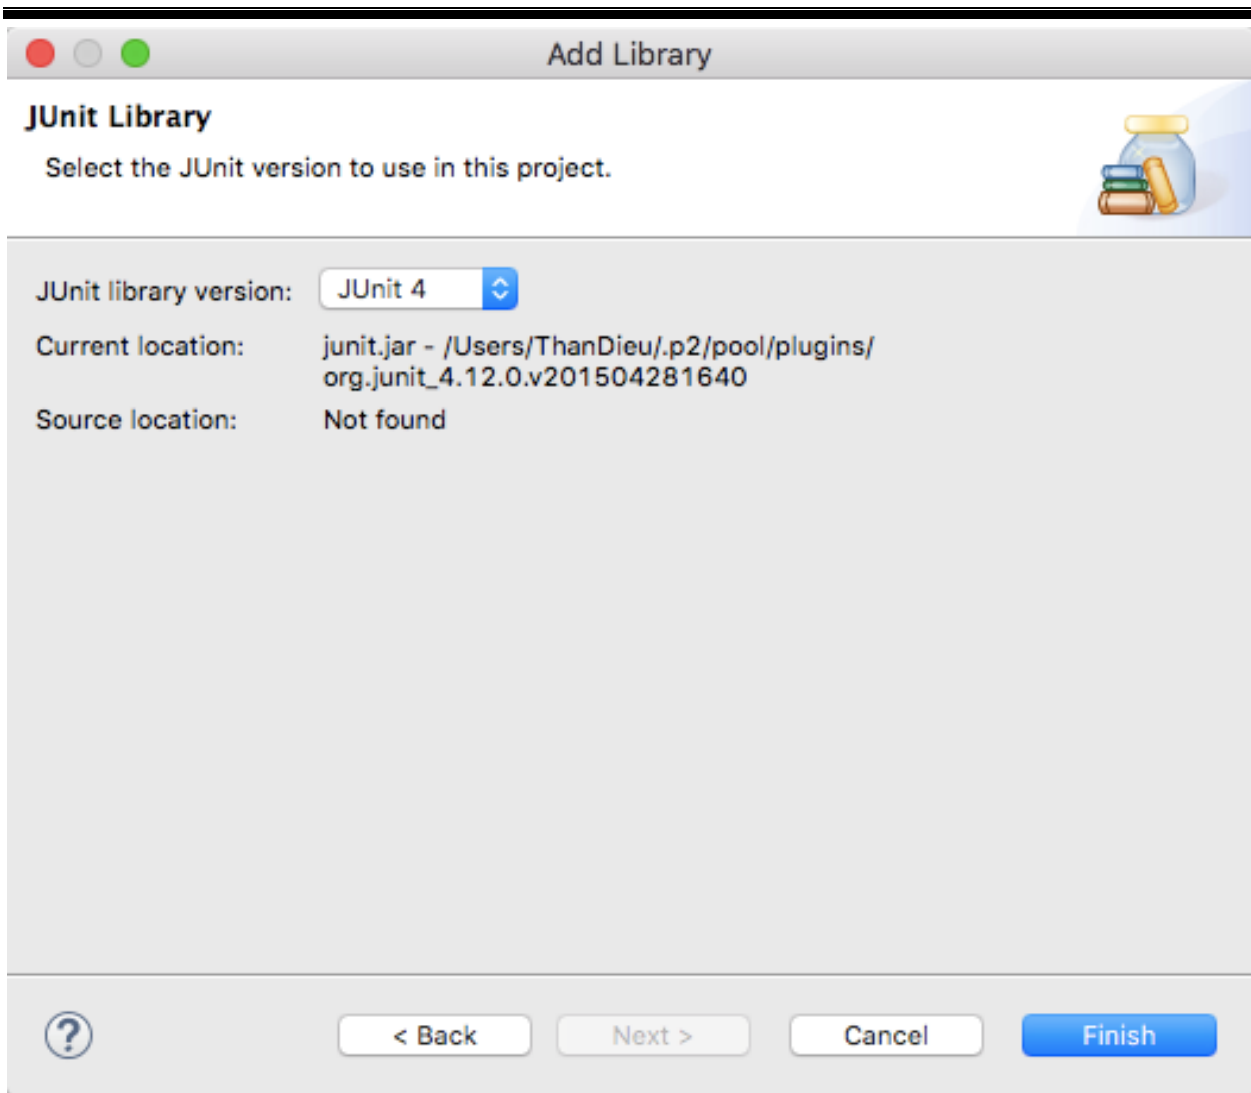 Add Library
JUnit Library
Select the JUnit version to use in this project.
JUnit library version: JUnit 4
Current location: junit.jar - /Users/ThanDieu/.p2/pool/plugins/
org.junit_4.12.0.v201504281640
Source location: Not found
? < Back Next > Cancel Finish